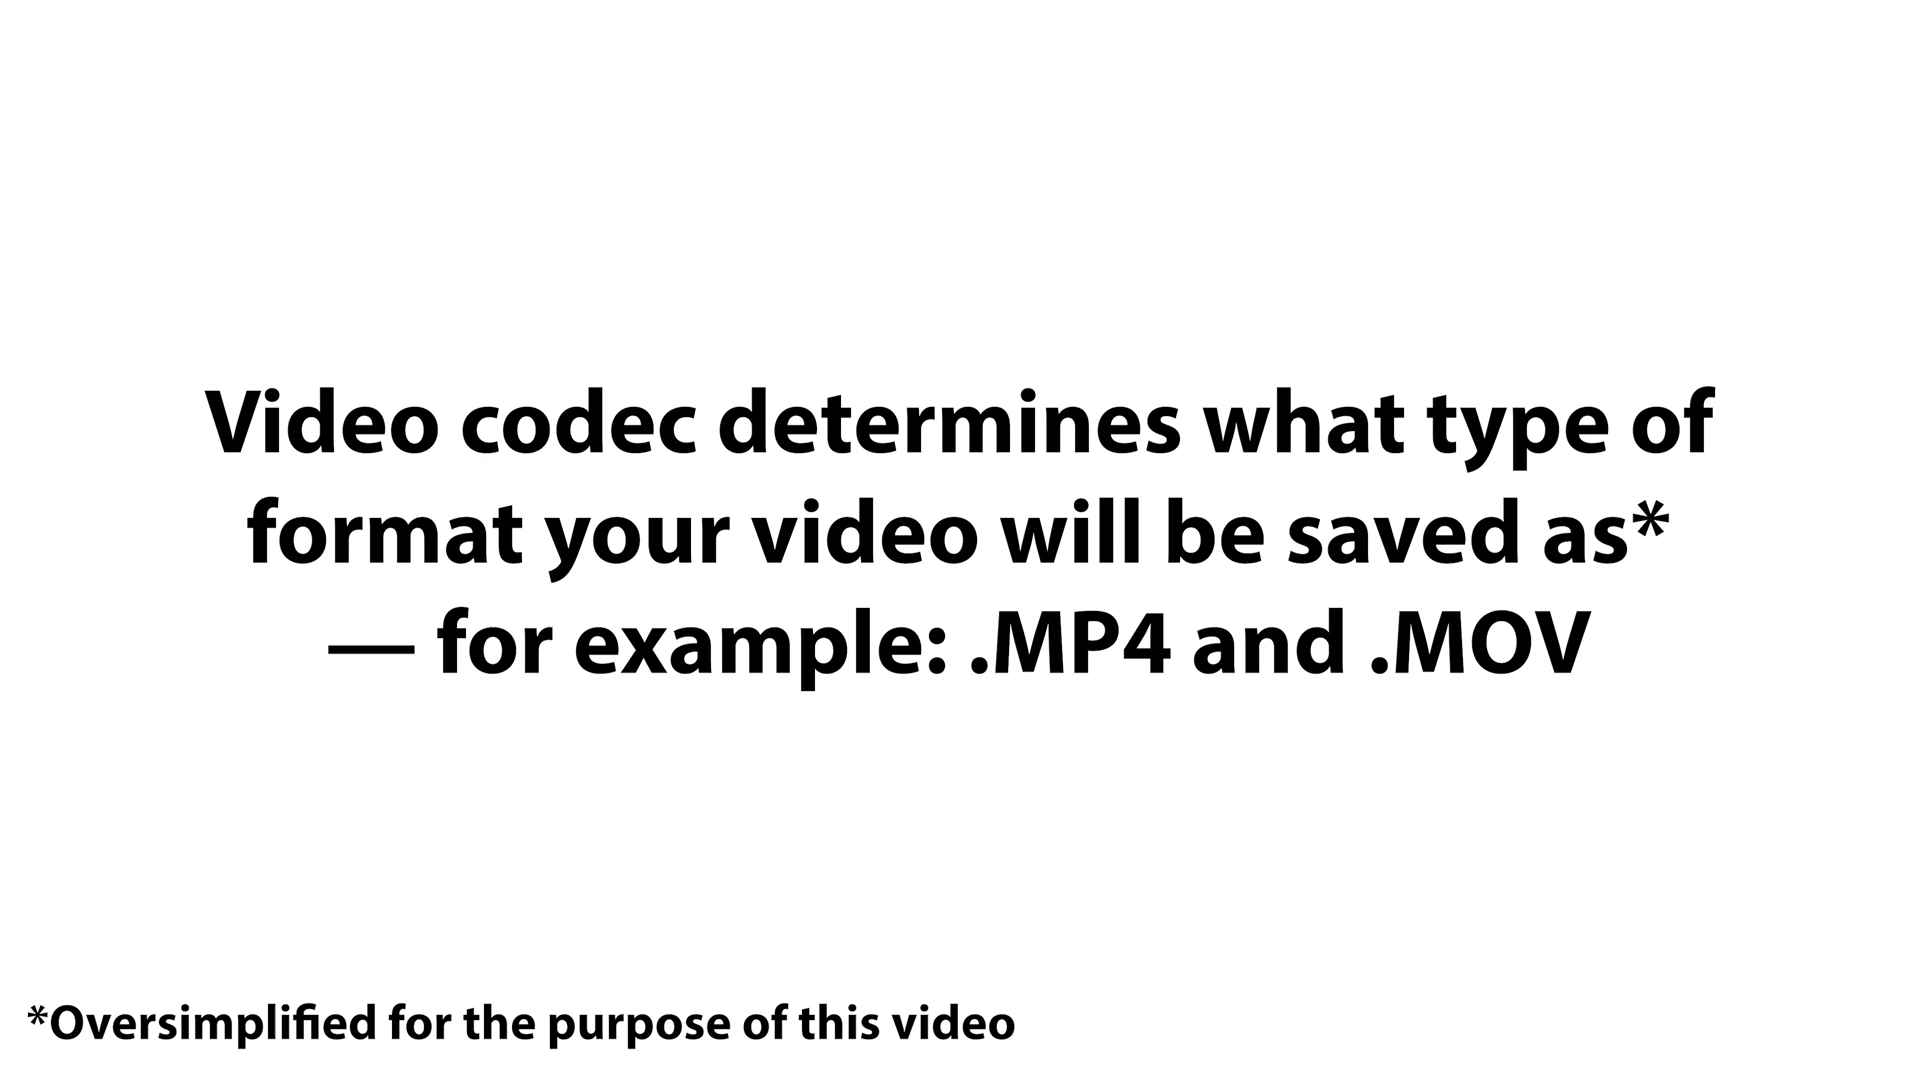 Video codec determines what type of
format your video will be saved as*
— for example: .MP4 and .MOV
*Oversimplified for the purpose of this video